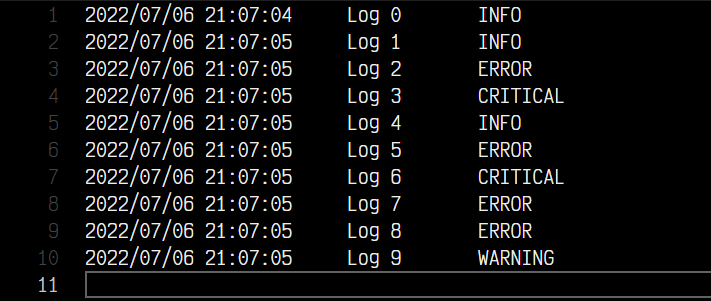 1 2022/07/06 21:07:04 Log 0 INFO
2 2022/07/06 21:07:05 Log 1 INFO
3 2022/07/06 21:07:05 Log 2 ERROR
4 2022/07/06 21:07:05 Log 3 CRITICAL
5 2022/07/06 21:07:05 Log 4 INFO
6 2022/07/06 21:07:05 Log 5 ERROR
7 2022/07/06 21:07:05 Log 6 CRITICAL
8 2022/07/06 21:07:05 Log 7 ERROR
9 2022/07/06 21:07:05 Log 8 ERROR
10 2022/07/06 21:07:05 Log 9 WARNING
11